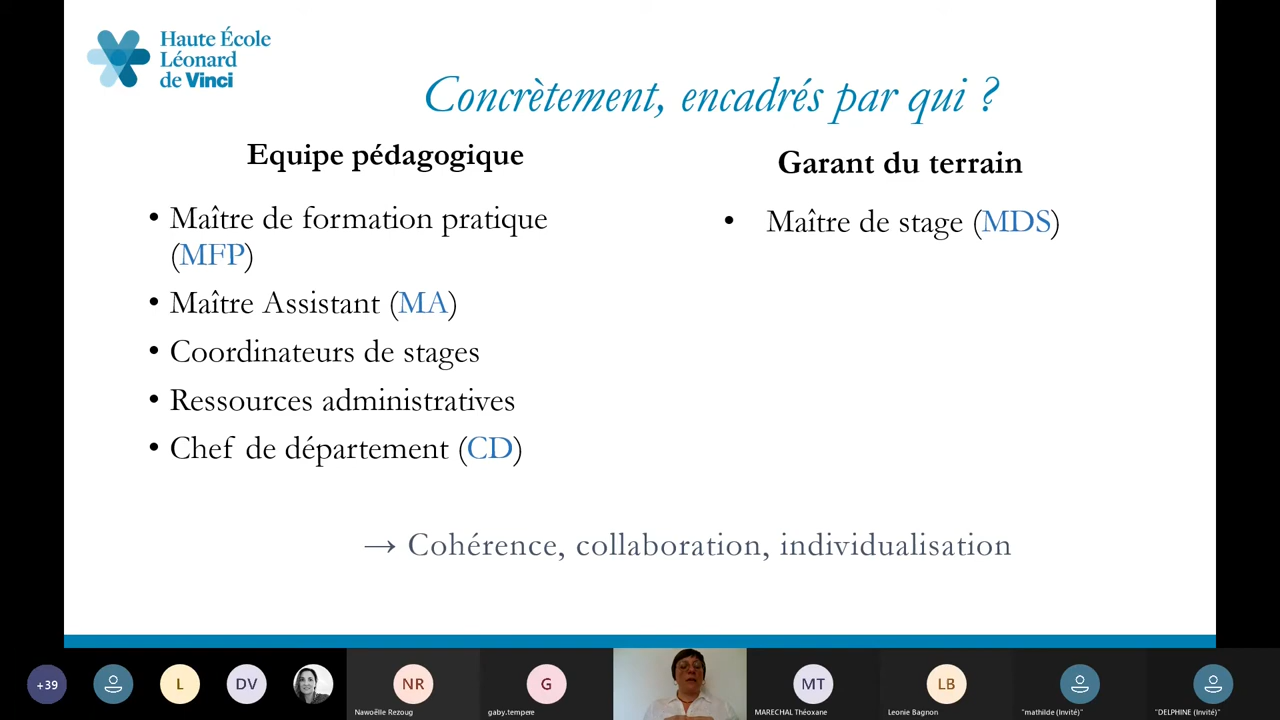 Haute École
Léonard
de Vinci
Concrètement, encadrés par qui ?
Equipe pédagogique
• Maître de formation pratique
(MFP)
• Maître Assistant (MA)
• Coordinateurs de stages
• Ressources administratives
• Chef de département (CD)
Garant du terrain
• Maître de stage (MDS)
→ Cohérence, collaboration, individualisation
+39
L
DV
NR
Nawoëlle Rezoug
G
gaby.tempere
MT
MARECHAL Théoxane
LB
Leonie Bagnon
"mathilde (Invité)"
"DELPHINE (Invité)"